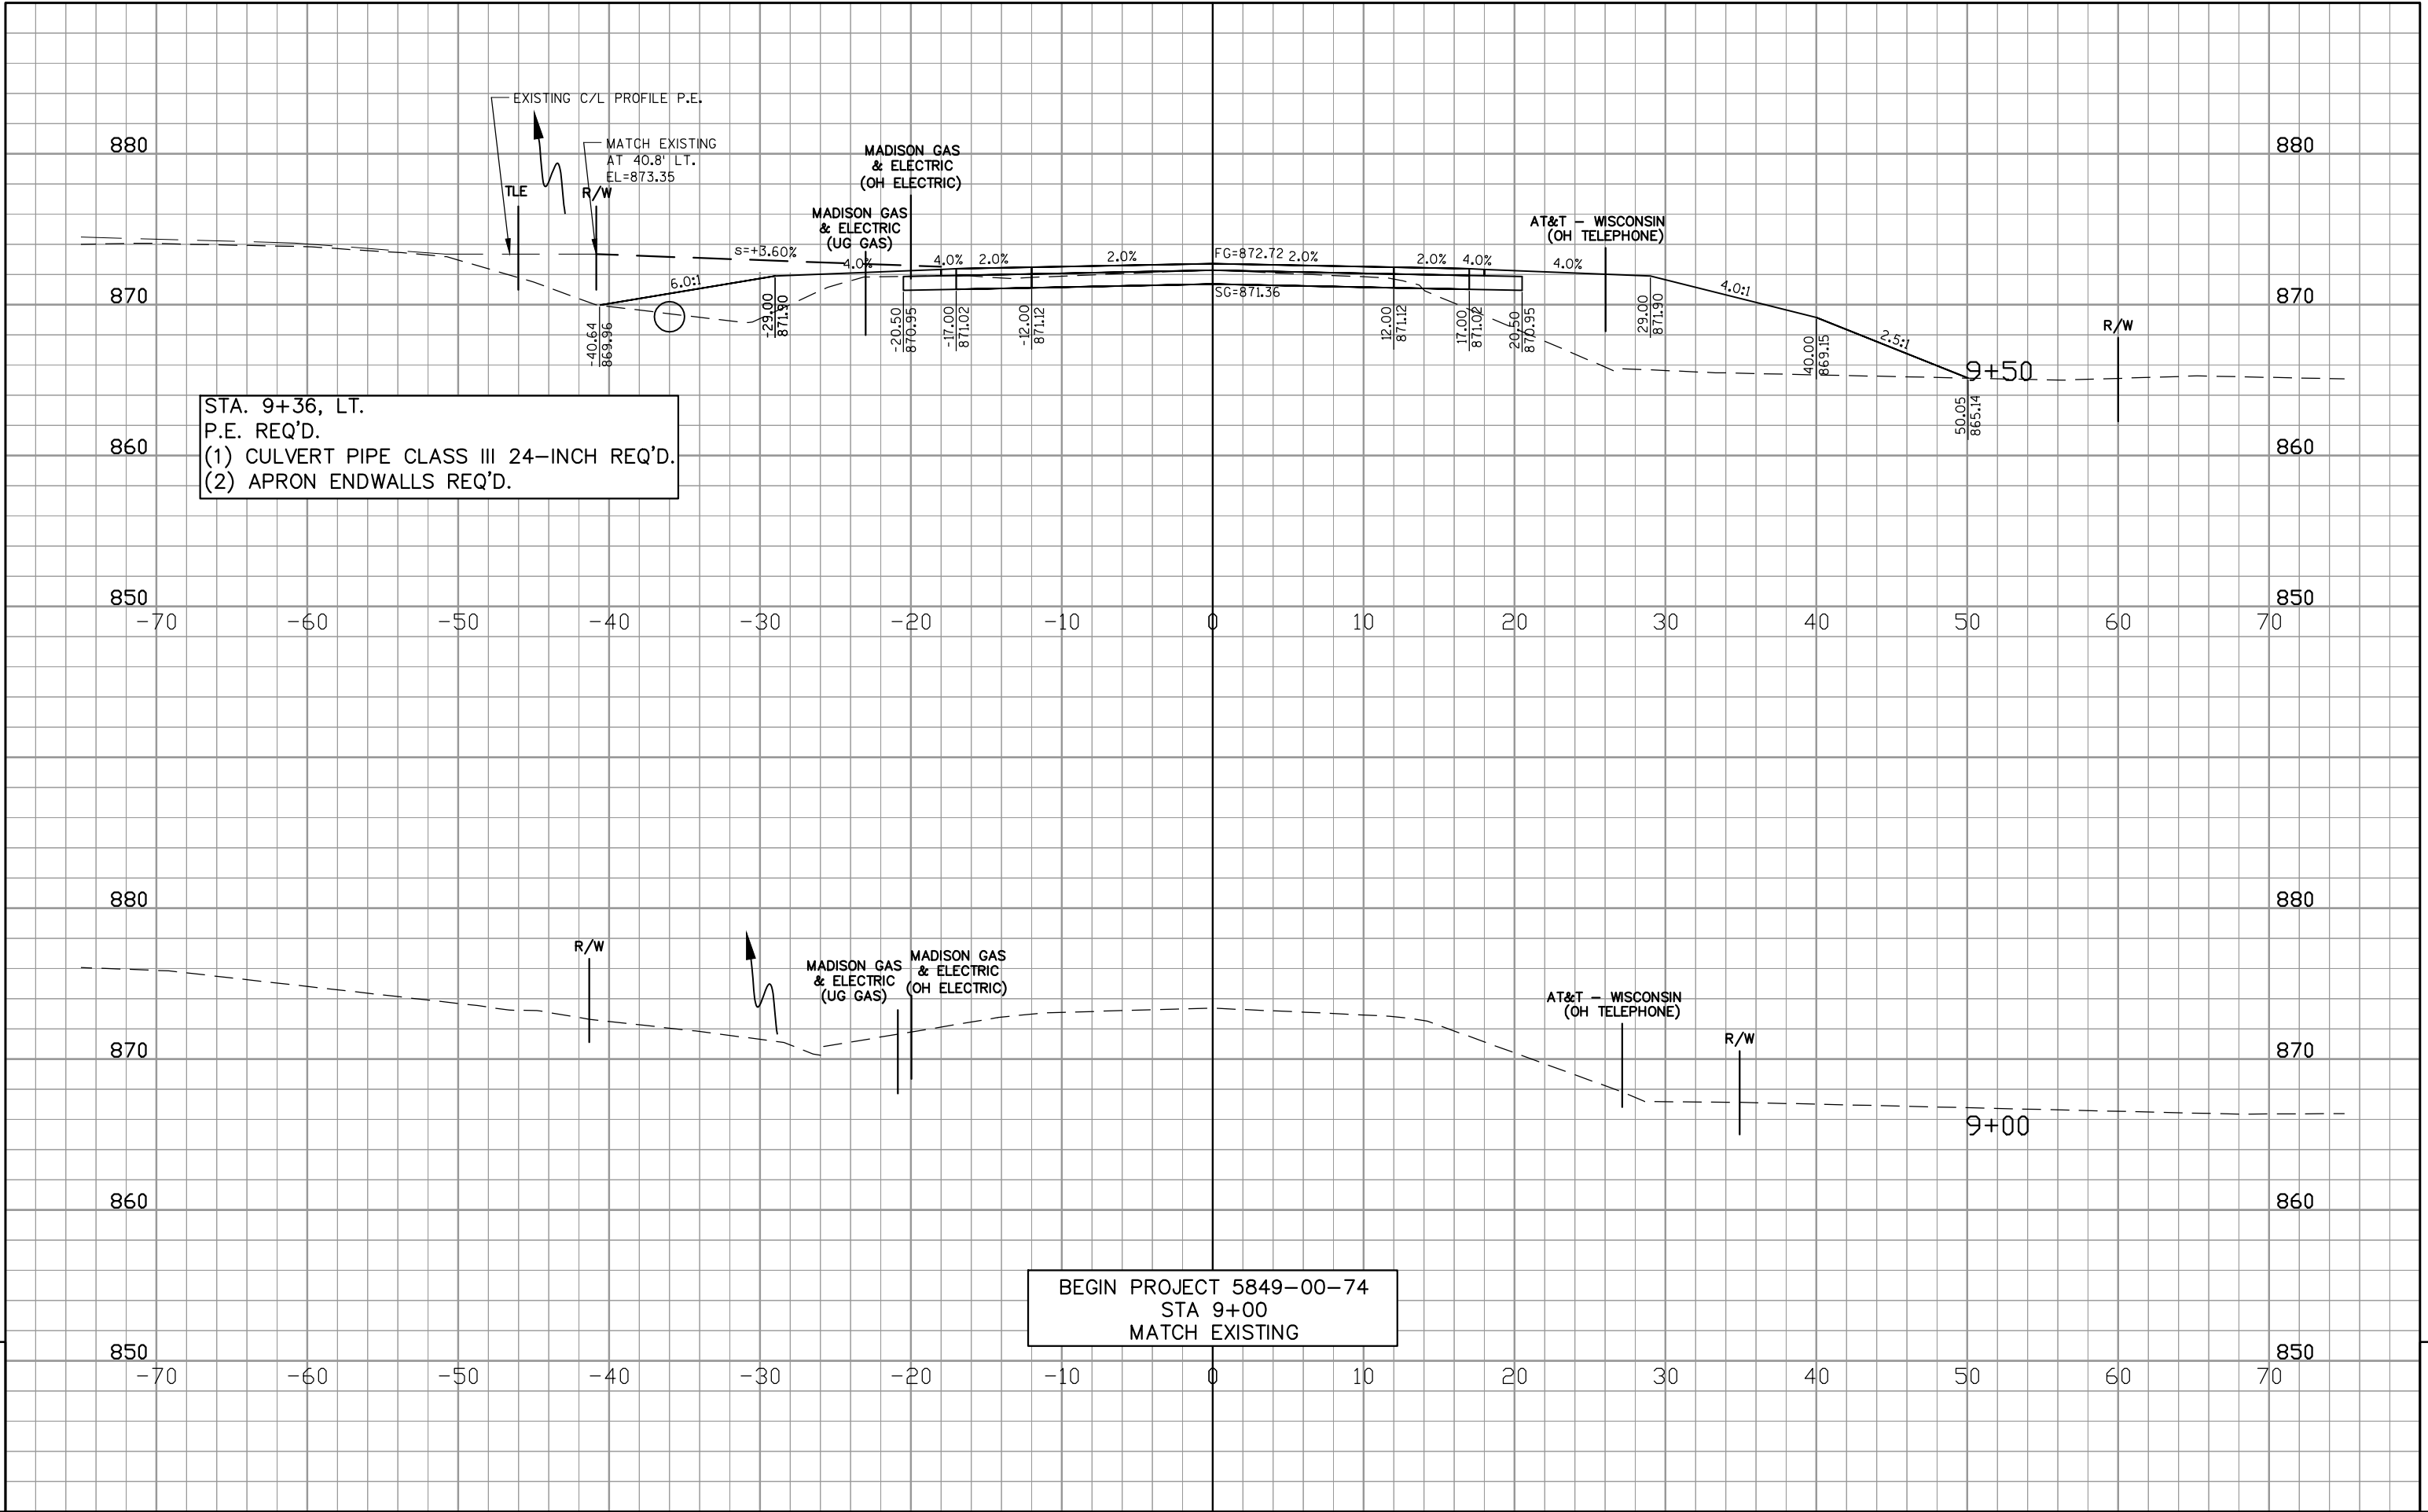 EXISTING C/L PROFILE P.E.
MATCH EXISTING
AT 40.8' LT.
EL=873.35
880
880
MADISON GAS
& ELECTRIC
(OH ELECTRIC)
TLE
R/W
MADISON GAS
& ELECTRIC
(UG GAS)
AT&T - WISCONSIN
(OH TELEPHONE)
s=+3.60%
4.0%
4.0%
2.0%
2.0%
FG=872.72
2.0%
2.0%
4.0%
4.0%
6.0:1
4.0:1
2.5:1
870
SG=871.36
870
-40.64
869.96
-29.00
871.90
-20.50
870.95
-17.00
871.02
-12.00
871.12
12.00
871.12
17.00
871.02
20.50
870.95
29.00
871.90
40.00
869.15
R/W
9+50
50.05
865.14
STA. 9+36, LT.
P.E. REQ'D.
(1) CULVERT PIPE CLASS III 24-INCH REQ'D.
(2) APRON ENDWALLS REQ'D.
860
860
850
850
-70 -60 -50 -40 -30 -20 -10 0 10 20 30 40 50 60 70
880
880
R/W
MADISON GAS
& ELECTRIC
(UG GAS)
MADISON GAS
& ELECTRIC
(OH ELECTRIC)
AT&T - WISCONSIN
(OH TELEPHONE)
R/W
870
870
9+00
860
860
BEGIN PROJECT 5849-00-74
STA 9+00
MATCH EXISTING
850
850
-70 -60 -50 -40 -30 -20 -10 0 10 20 30 40 50 60 70